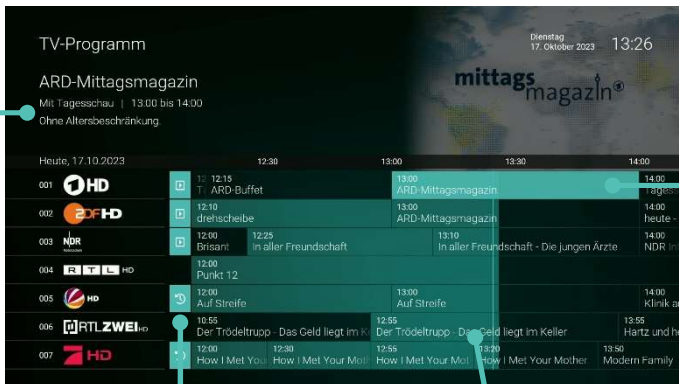 TV-Programm
Dienstag
17. Oktober 2023
13:26
ARD-Mittagsmagazin
Mit Tagesschau | 13:00 bis 14:00
Ohne Altersbeschränkung.
mittags
magazin
Heute, 17.10.2023 12:30 13:00 13:30 14:00
001 HD 12:15 ARD-Buffet 13:00 ARD-Mittagsmagazin 14:00
002 ZDF HD 12:10 drehscheibe 13:00 ARD-Mittagsmagazin 14:00 heute -
003 NDR 12:00 Brisant 12:25 In aller Freundschaft 13:10 In aller Freundschaft - Die jungen Ärzte 14:00 NDR
004 RTL HD 12:00 Punkt 12
005 HD 12:00 Auf Streife 13:00 Auf Streife 14:00 Klinik
006 RTLZWEI HD 10:55 Der Trödeltrupp - Das Geld liegt im 12:55 Der Trödeltrupp - Das Geld liegt im Keller 13:55 Hartz und
007 7 HD 12:00 How I Met 12:30 How I Met Your 12:55 How I Met Your 13:20 How I Met Your Mother 13:50 Modern Family